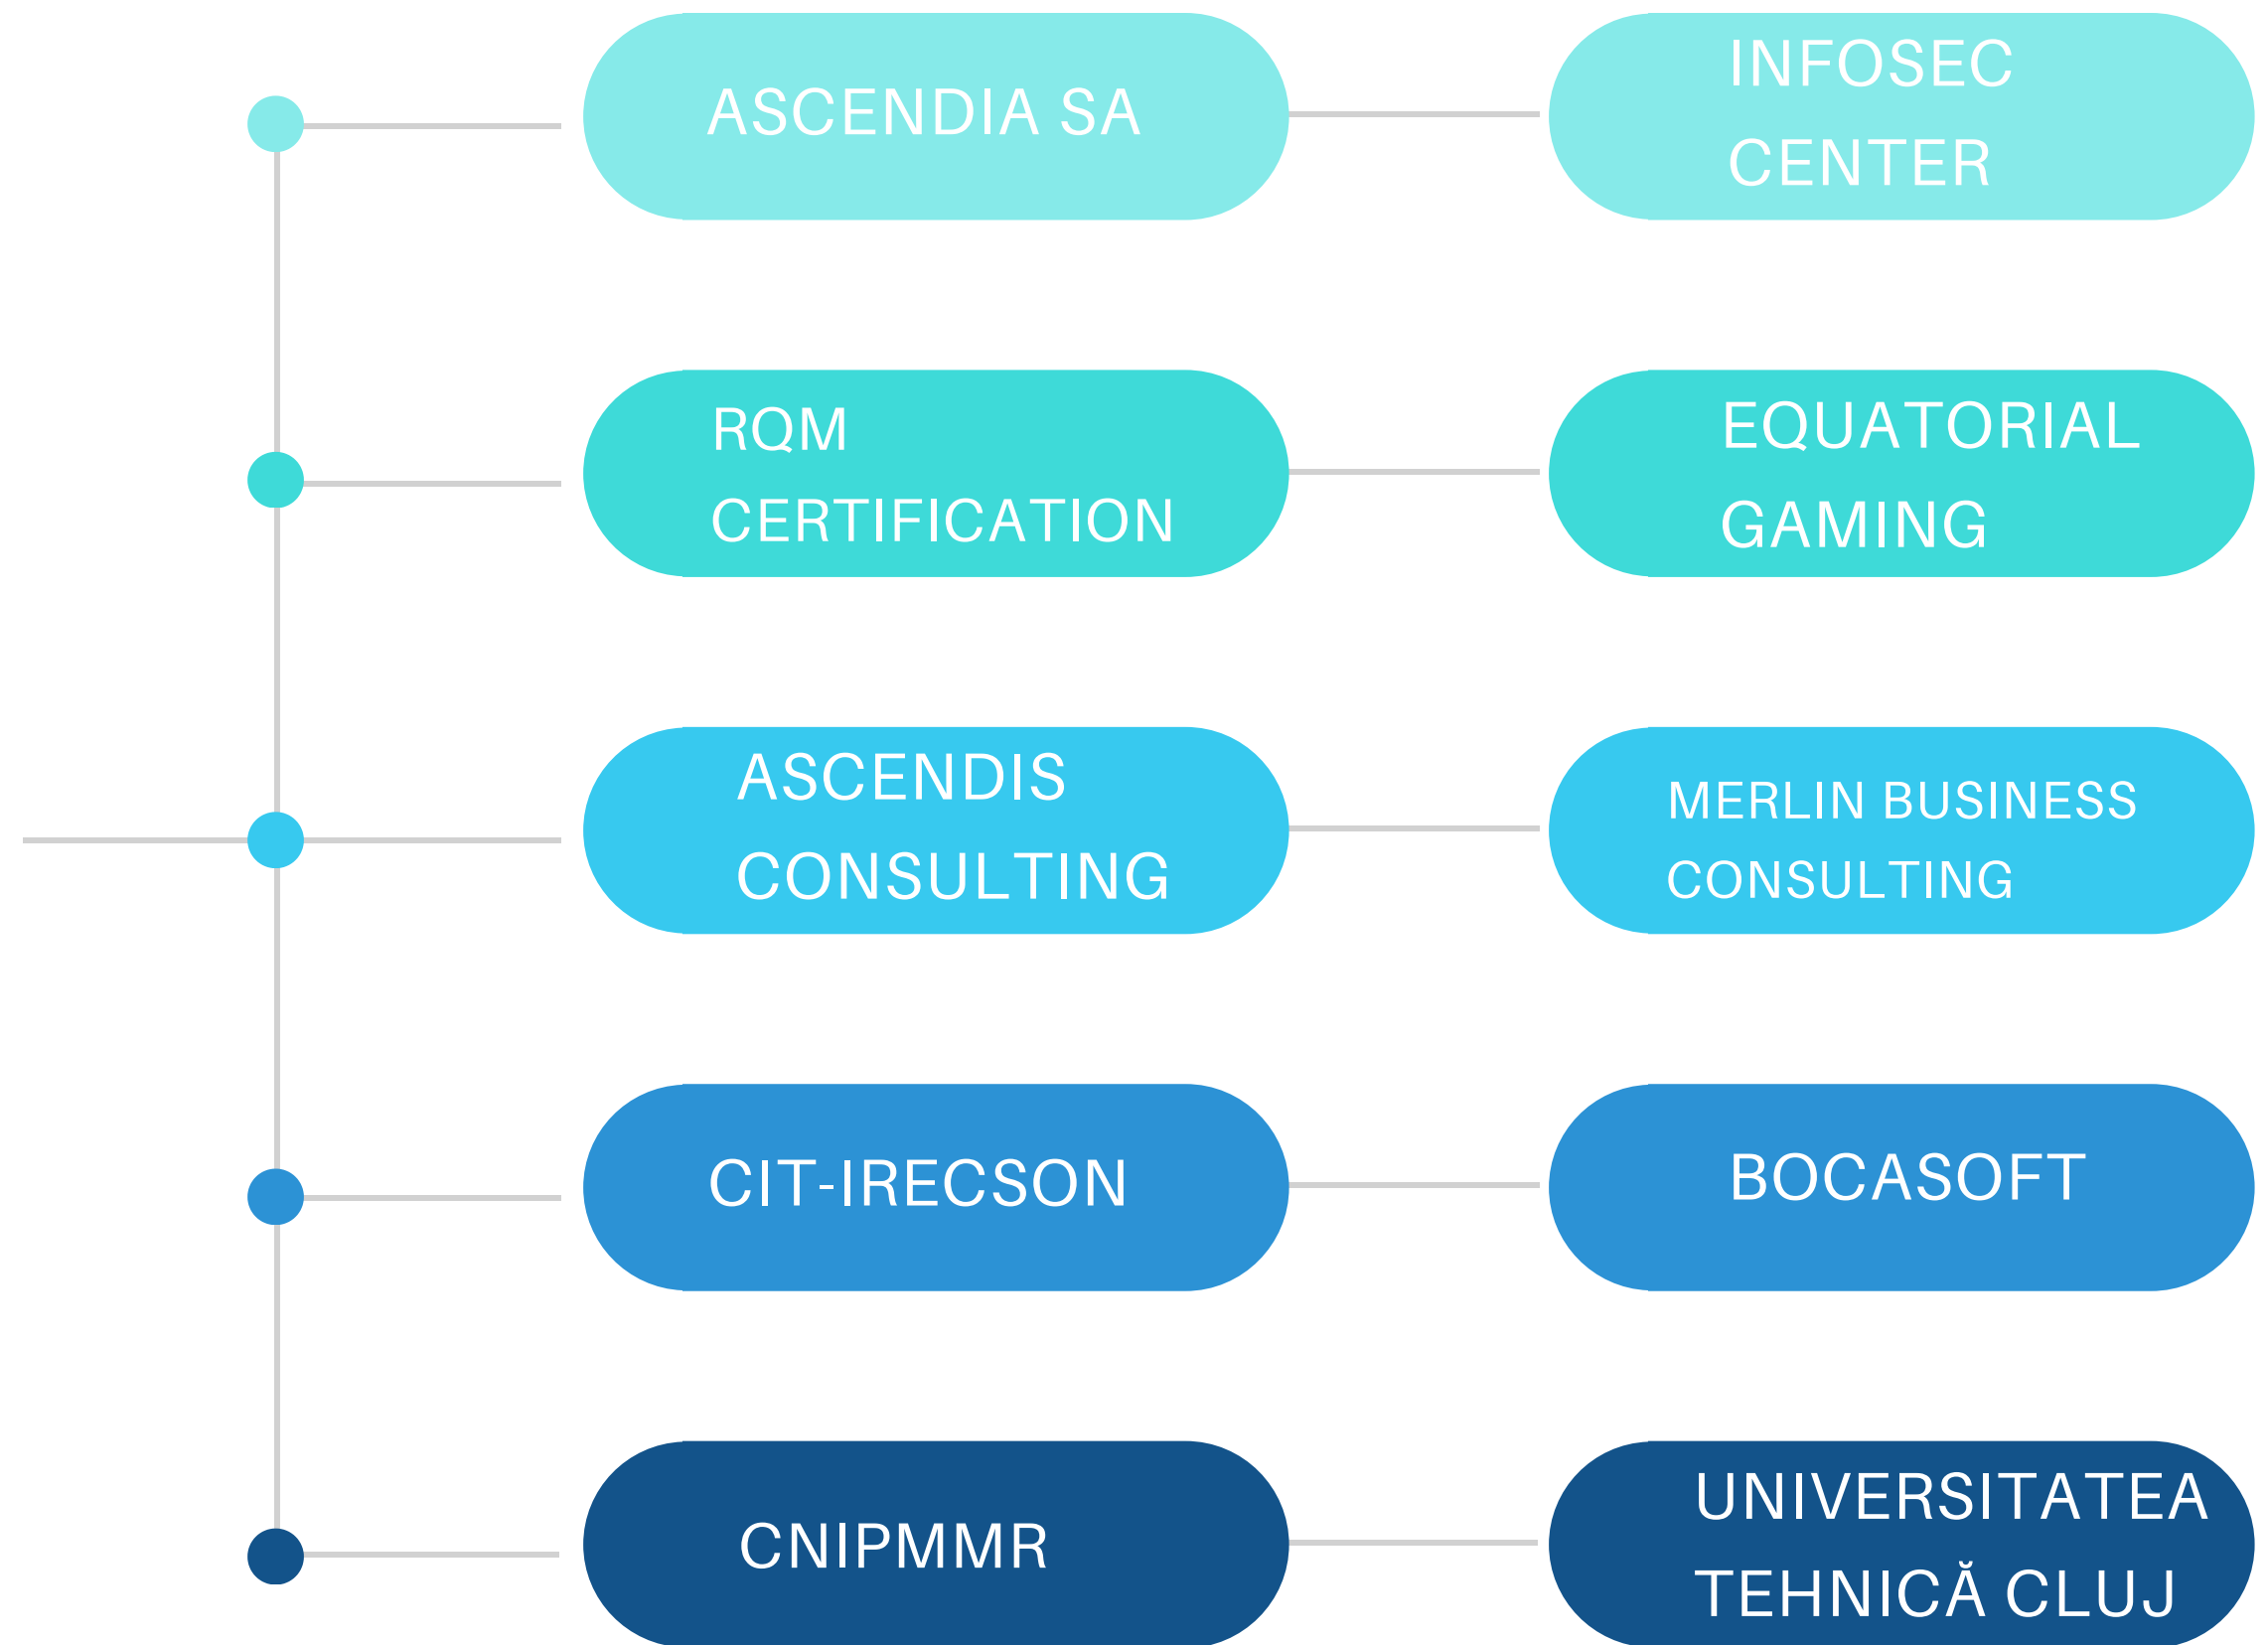 ASCENDIA SA
INFOSEC
CENTER
RQM
CERTIFICATION
EQUATORIAL
GAMING
ASCENDIS
CONSULTING
MERLIN BUSINESS
CONSULTING
CIT-IRECSON
BOCASOFT
CNIPMMR
UNIVERSITATEA
TEHNICĂ CLUJ